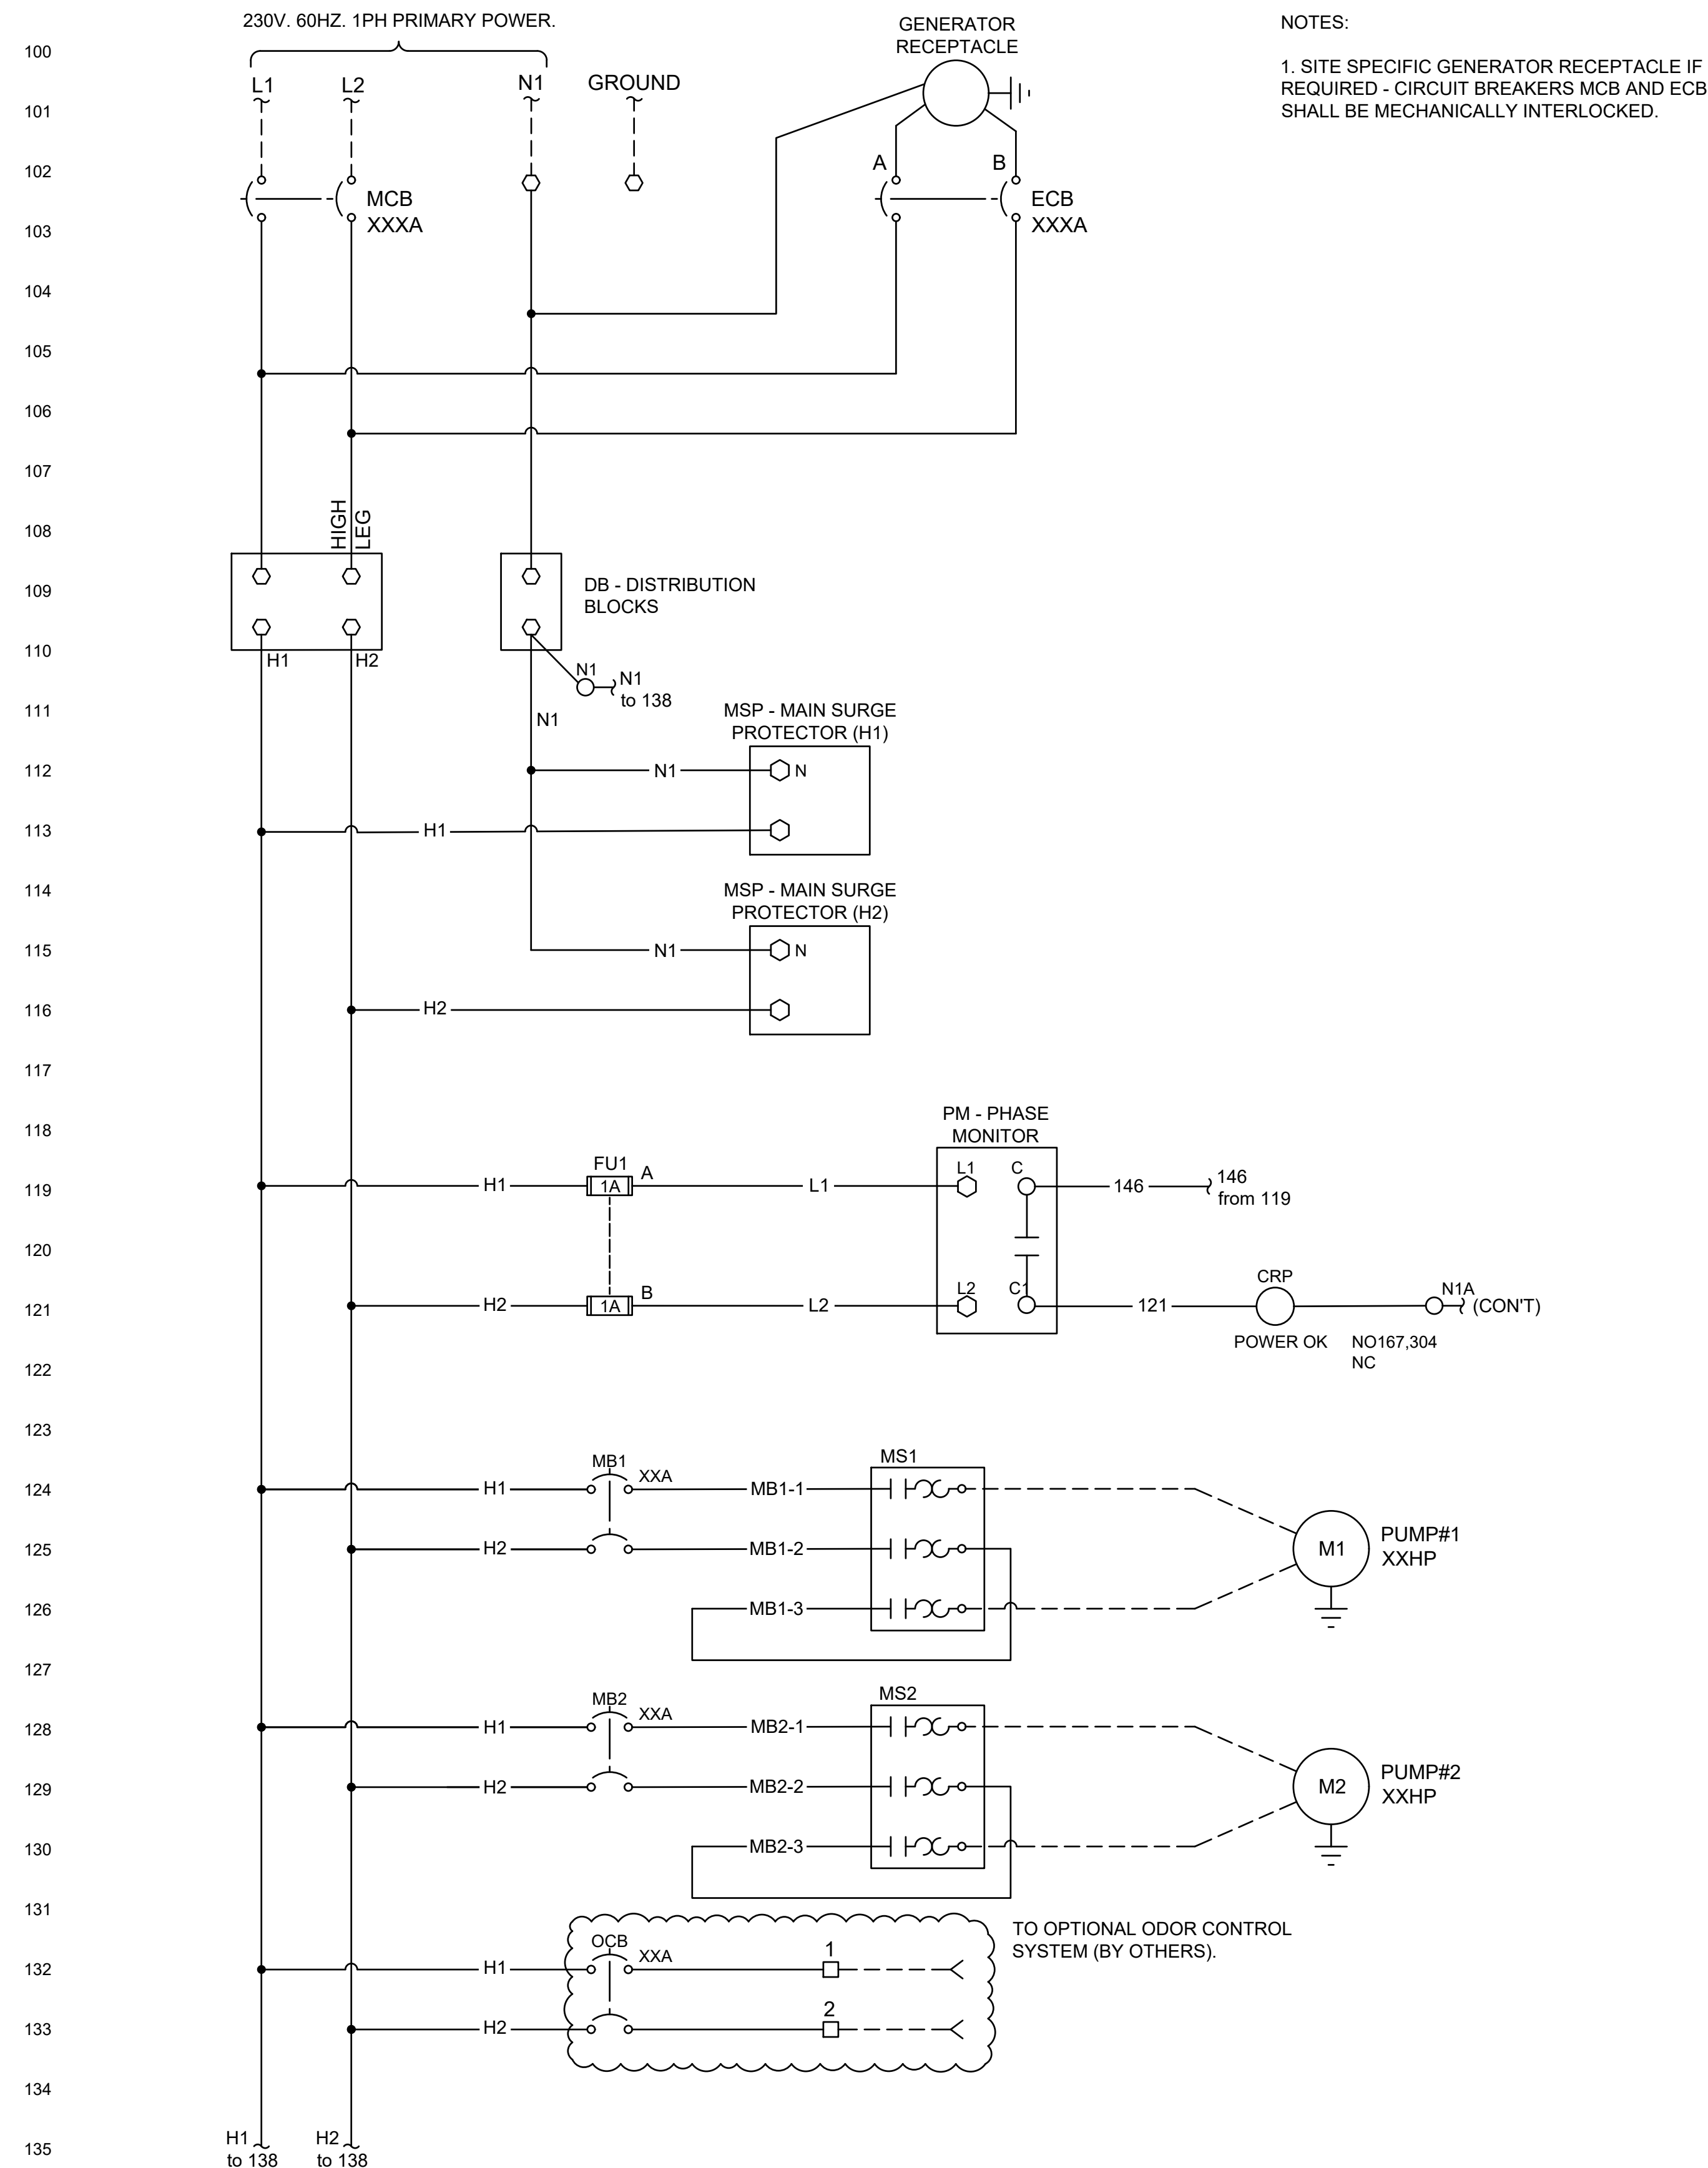 230V. 60HZ. 1PH PRIMARY POWER.
GENERATOR
RECEPTACLE
NOTES:
1. SITE SPECIFIC GENERATOR RECEPTACLE IF
REQUIRED - CIRCUIT BREAKERS MCB AND ECB
SHALL BE MECHANICALLY INTERLOCKED.
100
L1 L2 N1 GROUND
101
102
A B
MCB
XXXA
ECB
XXXA
103
104
105
106
107
108
HIGH
LEG
109
DB - DISTRIBUTION
BLOCKS
110
H1 H2
N1
N1
to 138
111
N1
MSP - MAIN SURGE
PROTECTOR (H1)
112
N1 N
113
H1
114
MSP - MAIN SURGE
PROTECTOR (H2)
115
N1 N
116
H2
117
118
PM - PHASE
MONITOR
119
H1 FU1 1A A L1 L1 C 146
146
from 119
120
121
H2 1A B L2 L2 C1 121 CRP N1A (CON'T)
POWER OK NO167,304
NC
122
123
124
H1 MB1 XXA MB1-1 MS1
125
H2 MB1-2 M1
PUMP#1
XXHP
126
MB1-3
127
128
H1 MB2 XXA MB2-1 MS2
129
H2 MB2-2 M2
PUMP#2
XXHP
130
MB2-3
131
TO OPTIONAL ODOR CONTROL
SYSTEM (BY OTHERS).
132
H1 OCB XXA 1
133
H2 2
134
135
H1
to 138
H2
to 138